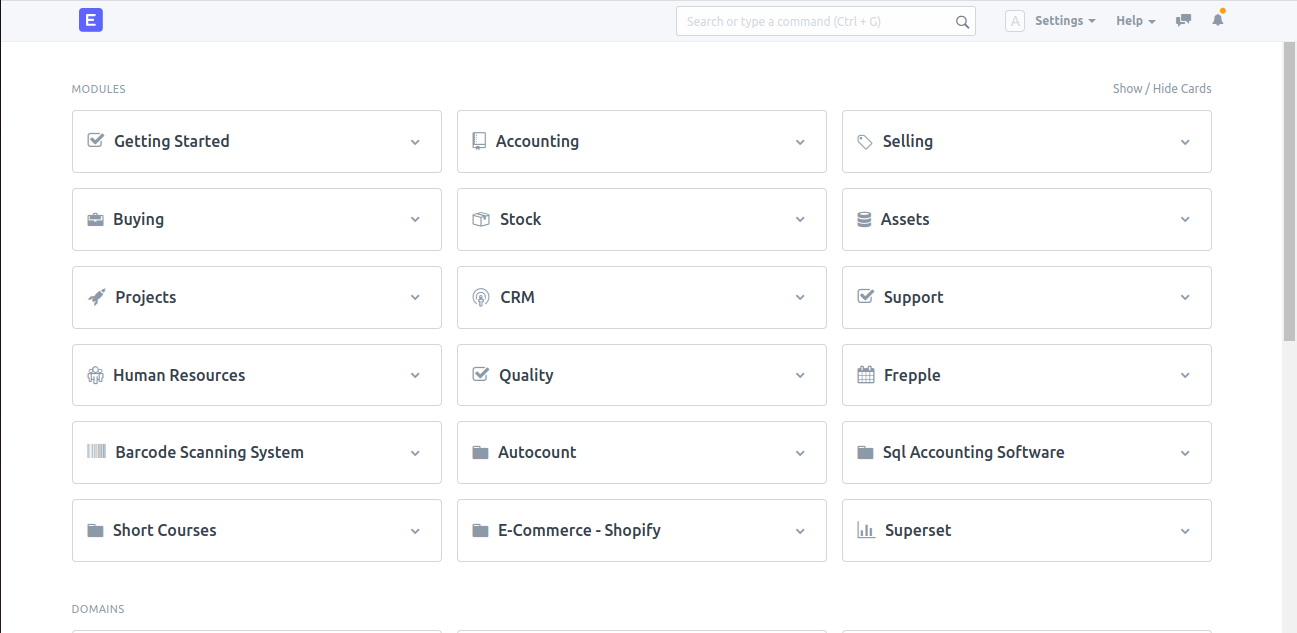 E
Search or type a command (Ctrl + G)
A
Settings
Help
MODULES
Show / Hide Cards
Getting Started
Accounting
Selling
Buying
Stock
Assets
Projects
CRM
Support
Human Resources
Quality
Frepple
Barcode Scanning System
Autocount
Sql Accounting Software
Short Courses
E-Commerce - Shopify
Superset
DOMAINS